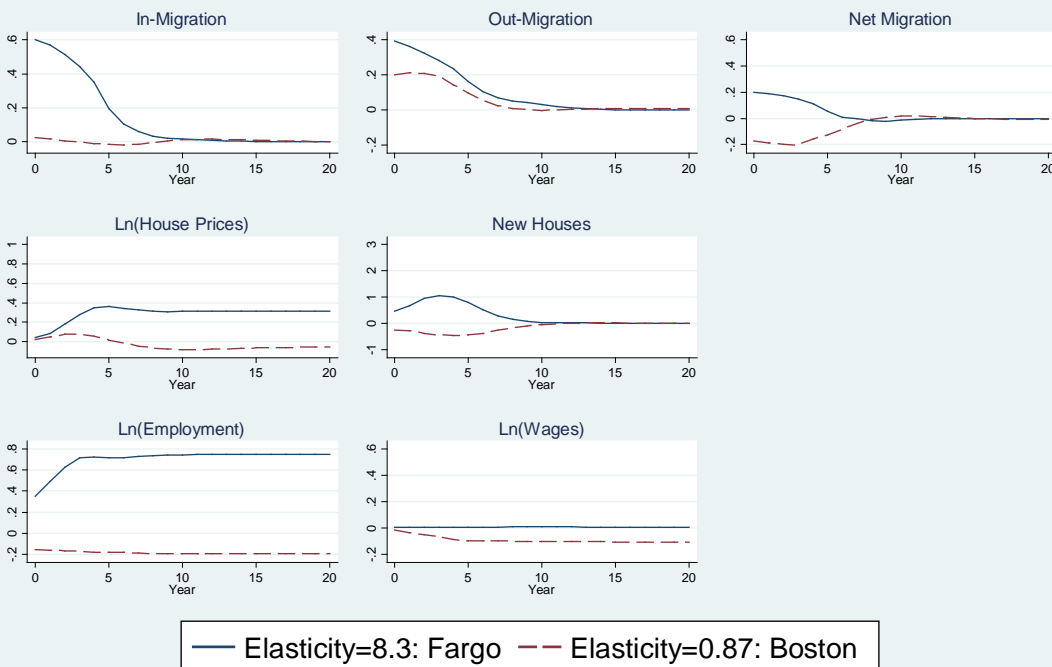 In-Migration
Out-Migration
Net Migration
.6
.4
.2
0
0 5 10 15 20
Year
.4
.2
0
-.2
0 5 10 15 20
Year
.6
.4
.2
0
-.2
0 5 10 15 20
Year
Ln(House Prices)
New Houses
1
.8
.6
.4
.2
0
0 5 10 15 20
Year
3
2
1
0
-1
0 5 10 15 20
Year
Ln(Employment)
Ln(Wages)
.8
.6
.4
.2
0
-.2
0 5 10 15 20
Year
.6
.4
.2
0
-.2
0 5 10 15 20
Year
Elasticity=8.3: Fargo Elasticity=0.87: Boston